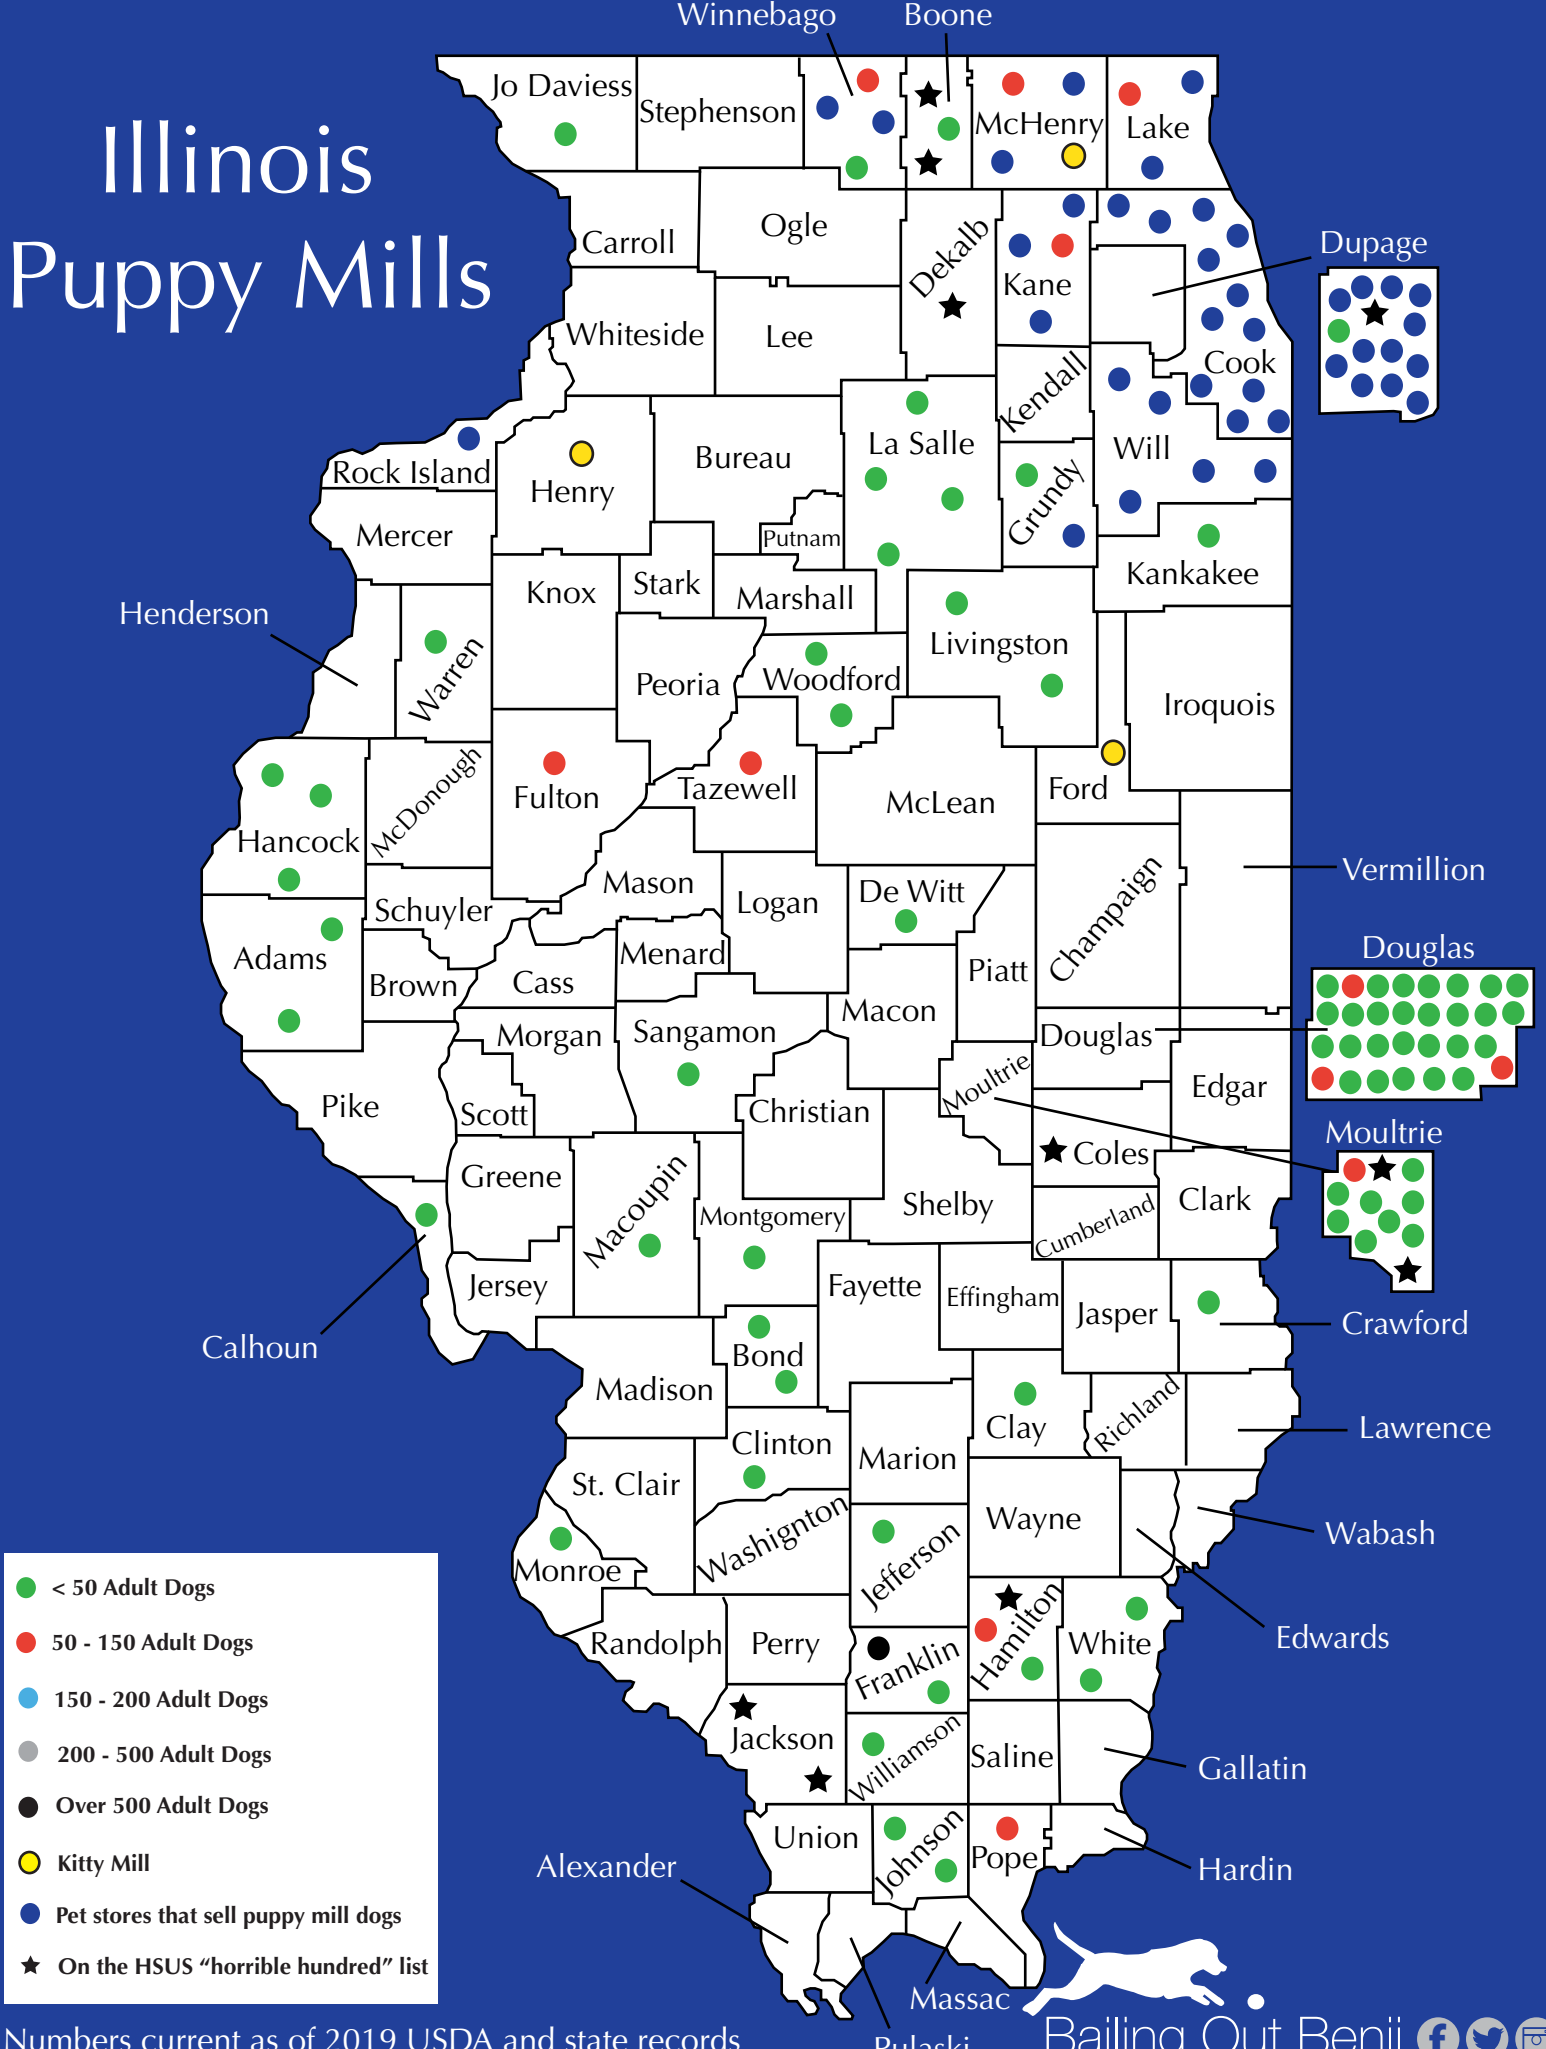 Winnebago
Boone
Illinois
Puppy Mills
Jo Daviess
Stephenson
McHenry
Lake
Carroll
Ogle
Dekalb
Kane
Dupage
Whiteside
Lee
Cook
Kendall
Rock Island
Henry
Bureau
La Salle
Will
Grundy
Mercer
Putnam
Kankakee
Henderson
Knox
Stark
Marshall
Warren
Peoria
Woodford
Livingston
Iroquois
Hancock
McDonough
Fulton
Tazewell
McLean
Ford
Vermillion
Schuyler
Mason
Logan
De Witt
Champaign
Adams
Brown
Cass
Menard
Piatt
Douglas
Macon
Morgan
Sangamon
Douglas
Pike
Scott
Christian
Moultrie
Edgar
Moultrie
Greene
Macoupin
Montgomery
Shelby
Coles
Cumberland
Clark
Jersey
Fayette
Effingham
Jasper
Crawford
Calhoun
Bond
Madison
Clay
Richland
Lawrence
Clinton
Marion
St. Clair
Washignton
Wayne
Wabash
Monroe
Jefferson
Edwards
Randolph
Perry
Franklin
Hamilton
White
Jackson
Williamson
Saline
Gallatin
Union
Johnson
Pope
Hardin
Alexander
Massac
Pulaski
< 50 Adult Dogs
50 - 150 Adult Dogs
150 - 200 Adult Dogs
200 - 500 Adult Dogs
Over 500 Adult Dogs
Kitty Mill
Pet stores that sell puppy mill dogs
On the HSUS “horrible hundred” list
Numbers current as of 2019 USDA and state records
Bailing Out Benji